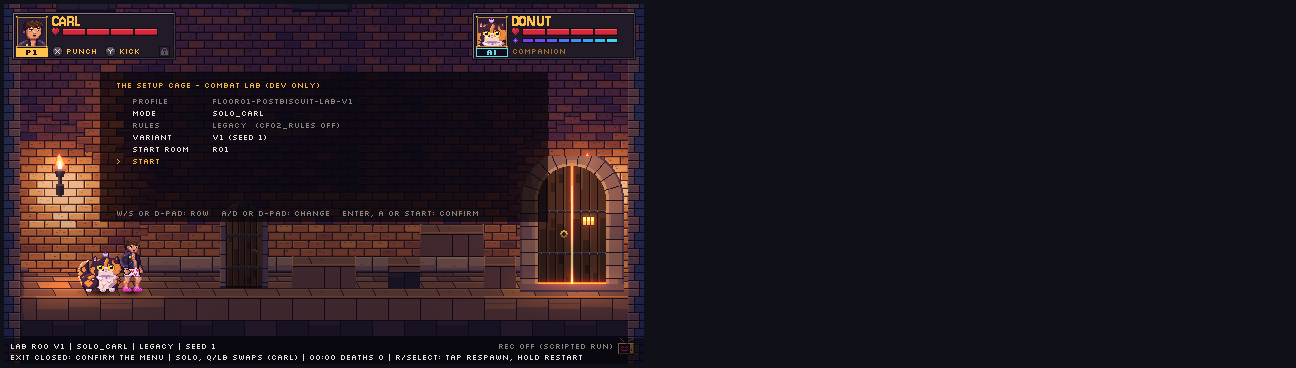 CARL
P1
X PUNCH Y KICK
DONUT
AI
COMPANION
THE SETUP CAGE - COMBAT LAB (DEV ONLY)
PROFILE FLOOR01-POSTBISCUIT-LAB-V1
MODE SOLO_CARL
RULES LEGACY (CF02_RULES OFF)
VARIANT V1 (SEED 1)
START ROOM R01
> START
W/S OR D-PAD: ROW A/D OR D-PAD: CHANGE ENTER, A OR START: CONFIRM
LAB R00 V1 | SOLO_CARL | LEGACY | SEED 1
REC OFF (SCRIPTED RUN)
EXIT CLOSED: CONFIRM THE MENU | SOLO, Q/LB SWAPS (CARL) | 00:00 DEATHS 0 | R/SELECT: TAP RESPAWN, HOLD RESTART